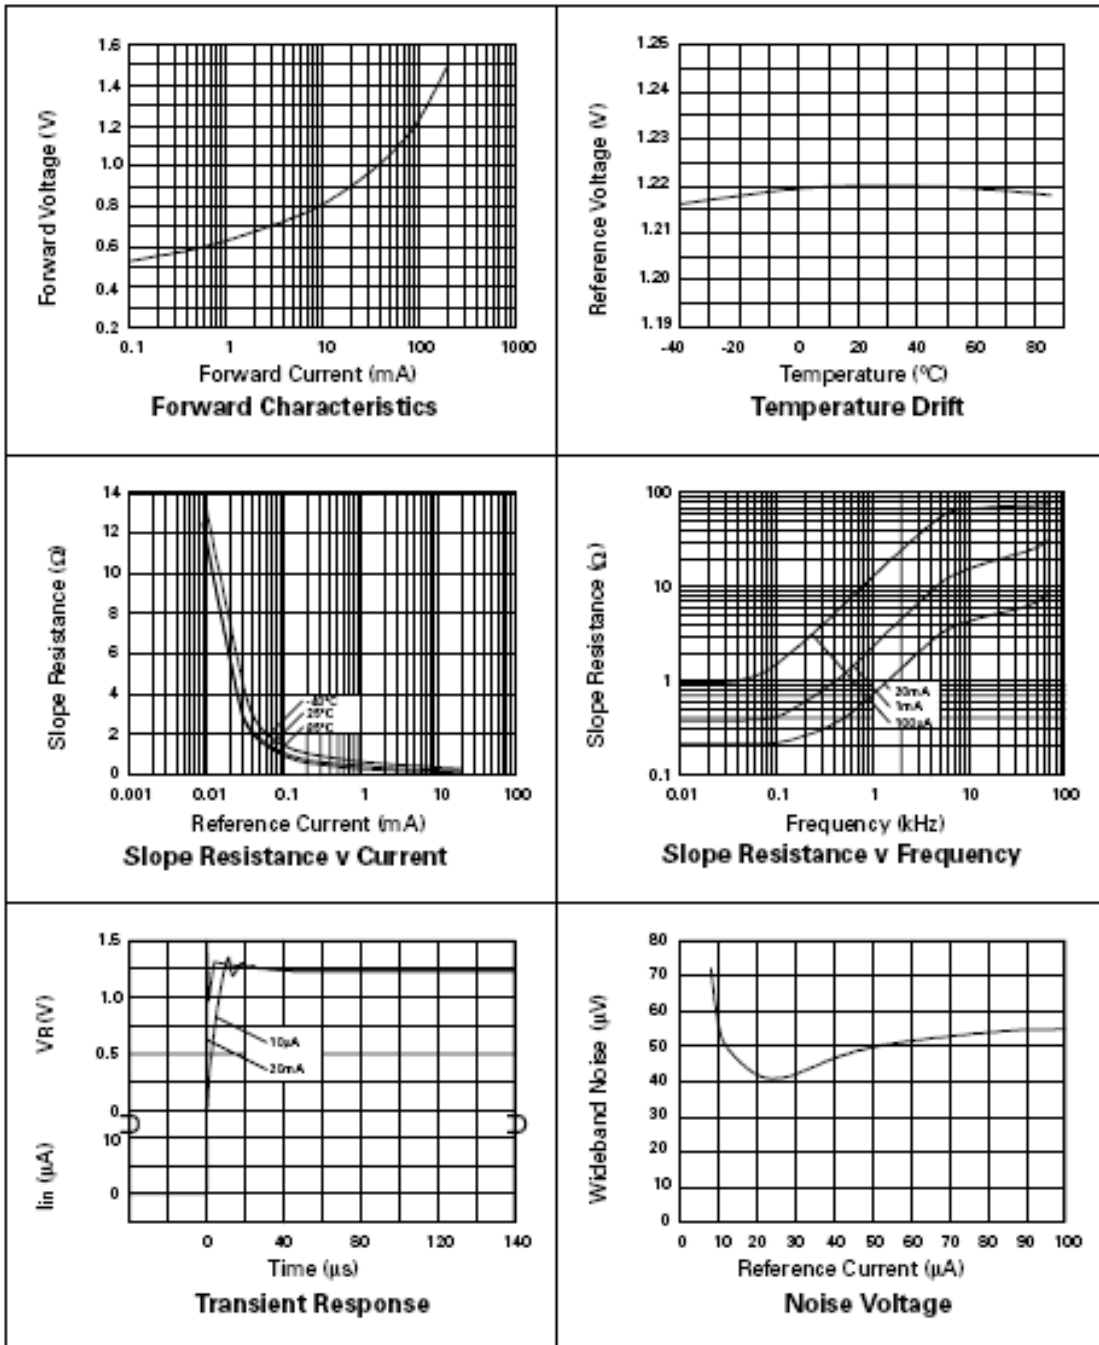 1.6
1.4
1.2
1.0
0.8
0.6
0.4
0.2
Forward Voltage (V)
0.1 1 10 100 1000
Forward Current (mA)
Forward Characteristics
1.25
1.24
1.23
1.22
1.21
1.20
1.19
Reference Voltage (V)
-40 -20 0 20 40 60 80
Temperature (ºC)
Temperature Drift
14
12
10
8
6
4
2
0
Slope Resistance (Ω)
-40ºC
25ºC
85ºC
0.001 0.01 0.1 1 10 100
Reference Current (mA)
Slope Resistance v Current
100
10
1
0.1
Slope Resistance (Ω)
20mA
1mA
100µA
0.01 0.1 1 10 100
Frequency (kHz)
Slope Resistance v Frequency
1.5
1.0
0.5
0
VR(V)
10µA
20mA
10
0
Iin (µA)
0 40 80 120 140
Time (µs)
Transient Response
80
70
60
50
40
30
20
10
0
Wideband Noise (µV)
0 10 20 30 40 50 60 70 80 90 100
Reference Current (µA)
Noise Voltage